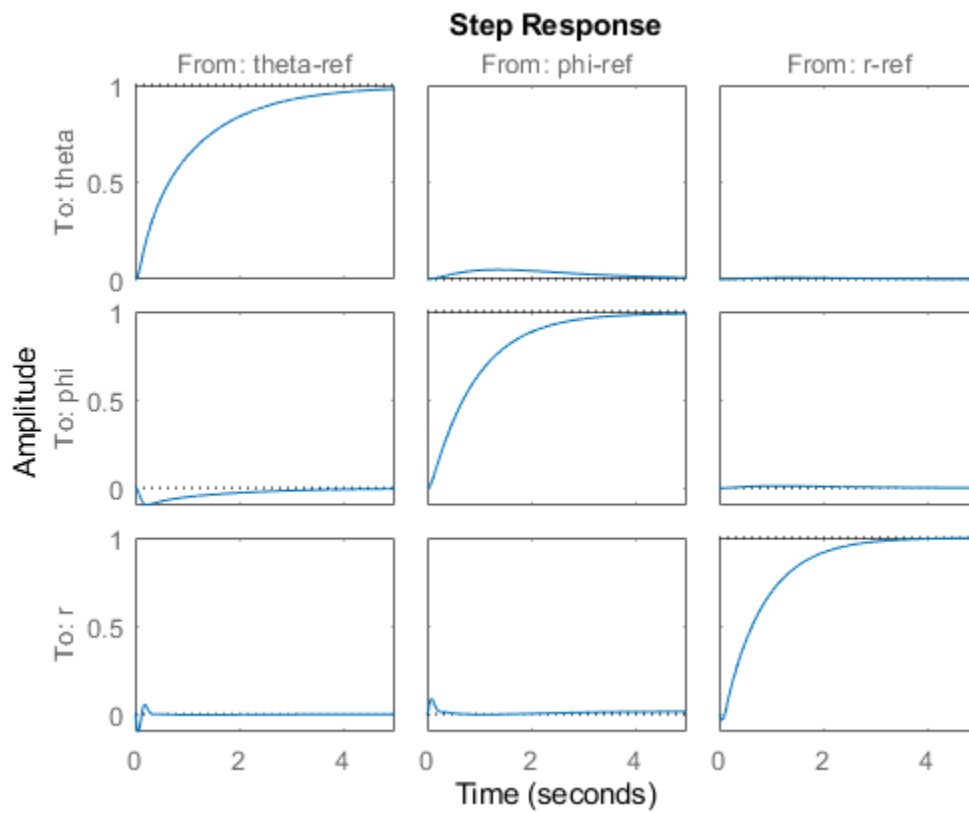 Step Response
From: theta-ref From: phi-ref From: r-ref
Amplitude
To: theta
1
0.5
0
To: phi
1
0.5
0
To: r
1
0.5
0
0 2 4 0 2 4 0 2 4
Time (seconds)